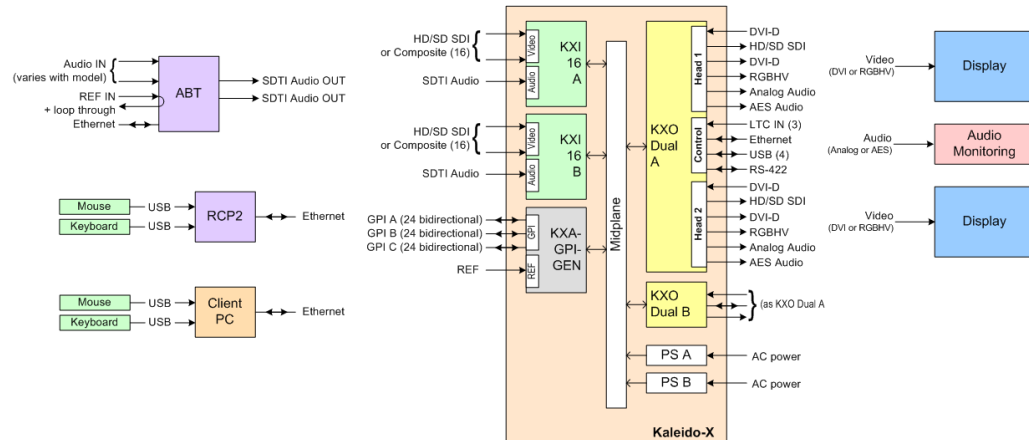 Audio IN
(varies with model)
REF IN
+ loop through
Ethernet
ABT
SDTI Audio OUT
SDTI Audio OUT
Mouse
Keyboard
USB
USB
RCP2
Ethernet
Mouse
Keyboard
USB
USB
Client
PC
Ethernet
HD/SD SDI
or Composite (16)
SDTI Audio
Video
Audio
KXI
16
A
HD/SD SDI
or Composite (16)
SDTI Audio
Video
Audio
KXI
16
B
GPI A (24 bidirectional)
GPI B (24 bidirectional)
GPI C (24 bidirectional)
REF
GPI
REF
KXA-
GPI-
GEN
Midplane
KXO
Dual
A
Head 1
Control
Head 2
DVI-D
HD/SD SDI
DVI-D
RGBHV
Analog Audio
AES Audio
LTC IN (3)
Ethernet
USB (4)
RS-422
DVI-D
HD/SD SDI
DVI-D
RGBHV
Analog Audio
AES Audio
KXO
Dual B
(as KXO Dual A
PS A
AC power
PS B
AC power
Kaleido-X
Video
(DVI or RGBHV)
Display
Audio
(Analog or AES)
Audio
Monitoring
Video
(DVI or RGBHV)
Display